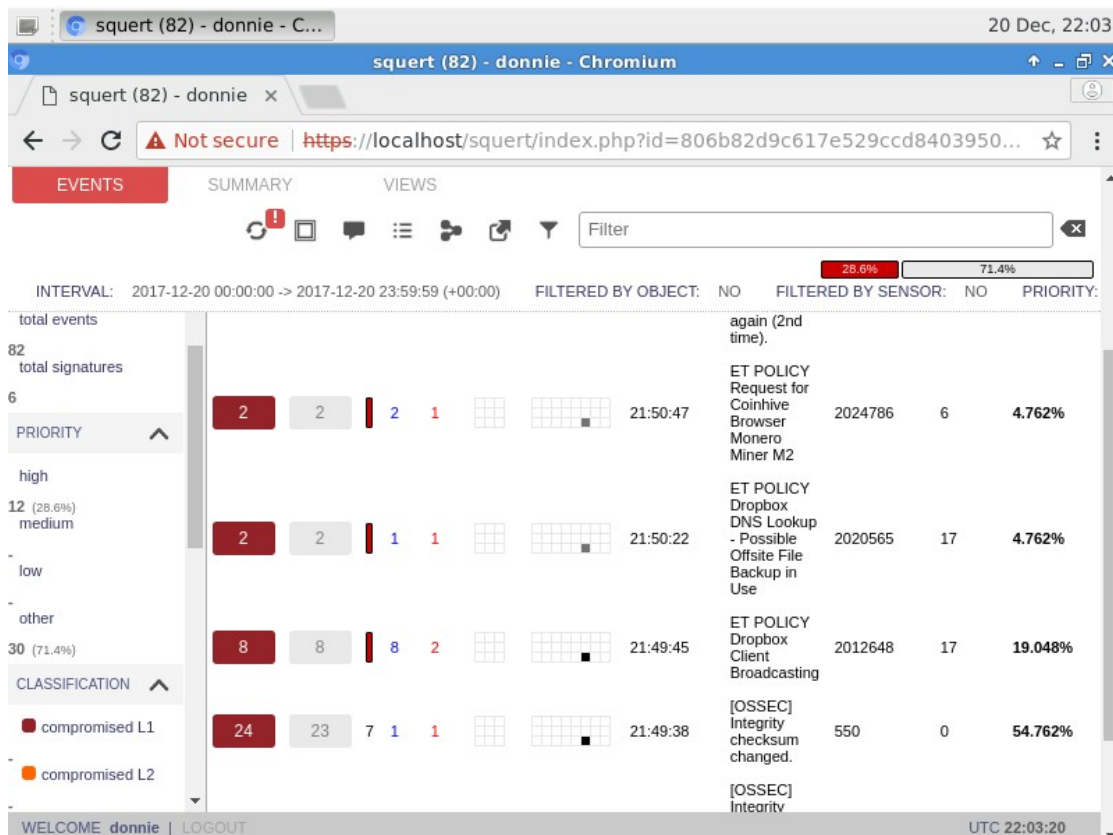 squert (82) - donnie - C...
20 Dec, 22:03
squert (82) - donnie - Chromium
squert (82) - donnie
Not secure https://localhost/squert/index.php?id=806b82d9c617e529ccd8403950...
EVENTS SUMMARY VIEWS
! Filter
28.6% 71.4%
INTERVAL: 2017-12-20 00:00:00 -> 2017-12-20 23:59:59 (+00:00) FILTERED BY OBJECT: NO FILTERED BY SENSOR: NO PRIORITY:
total events
82
total signatures
6
PRIORITY
high
12 (28.6%)
medium
-
low
-
other
30 (71.4%)
CLASSIFICATION
compromised L1
-
compromised L2
-
again (2nd
time).
2 2 2 1 21:50:47
ET POLICY
Request for
Coinhive
Browser
Monero
Miner M2
2024786 6 4.762%
2 2 1 1 21:50:22
ET POLICY
Dropbox
DNS Lookup
- Possible
Offsite File
Backup in
Use
2020565 17 4.762%
8 8 8 2 21:49:45
ET POLICY
Dropbox
Client
Broadcasting
2012648 17 19.048%
24 23 7 1 1 21:49:38
[OSSEC]
Integrity
checksum
changed.
550 0 54.762%
[OSSEC]
Integrity
WELCOME donnie | LOGOUT
UTC 22:03:20